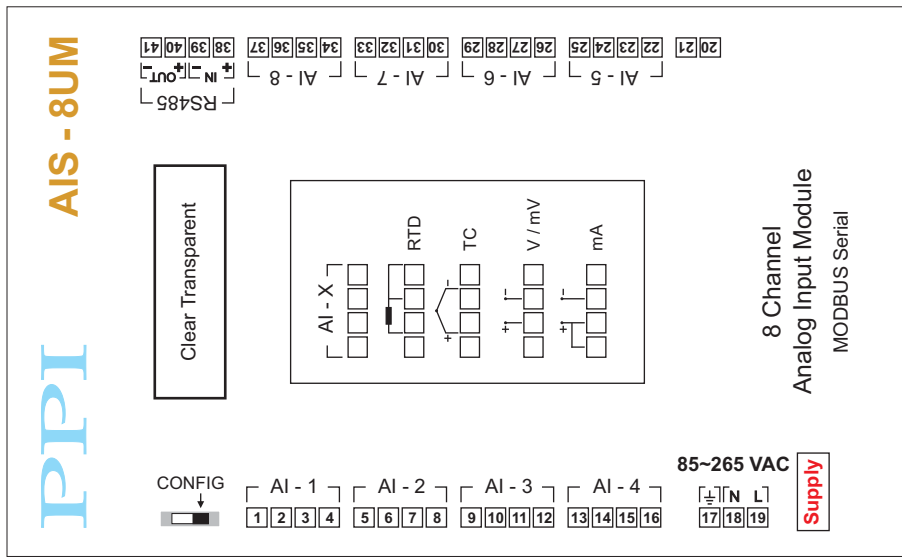 AIS - 8UM
PPI
41 40 39 38 37 36 35 34 33 32 31 30 29 28 27 26 25 24 23 22 21 20
- OUT + - IN +
RS485
AI - 8
AI - 7
AI - 6
AI - 5
Clear Transparent
AI - X
RTD
TC
+ -
V / mV
+ -
mA
+ -
8 Channel
Analog Input Module
MODBUS Serial
CONFIG
AI - 1
AI - 2
AI - 3
AI - 4
85~265 VAC
N L
1 2 3 4 5 6 7 8 9 10 11 12 13 14 15 16 17 18 19
Supply